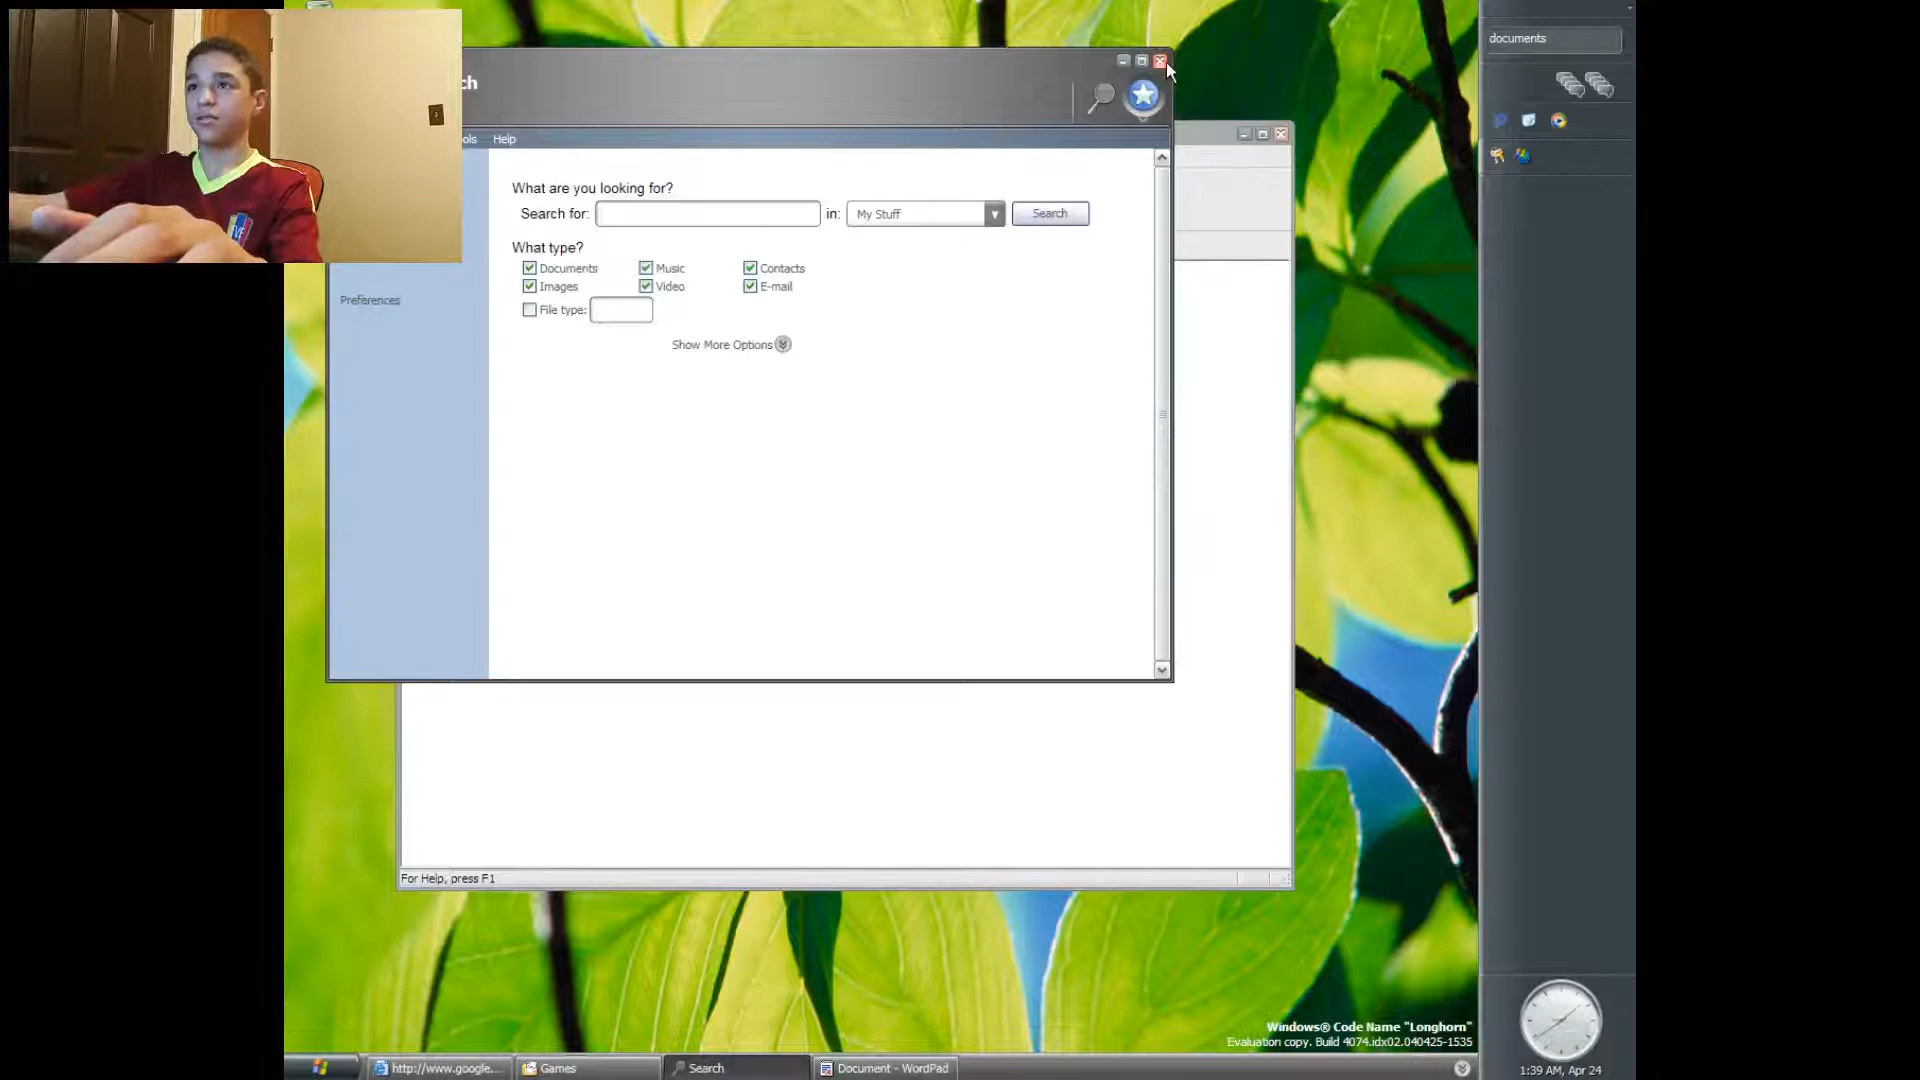 documents
ch
ols Help
What are you looking for?
Search for: in: My Stuff Search
What type?
Documents Music Contacts
Images Video E-mail
File type:
Preferences
Show More Options
For Help, press F1
Windows® Code Name "Longhorn"
Evaluation copy. Build 4074.idx02.040425-1535
http://www.google.... Games Search Document - WordPad
1:39 AM, Apr 24